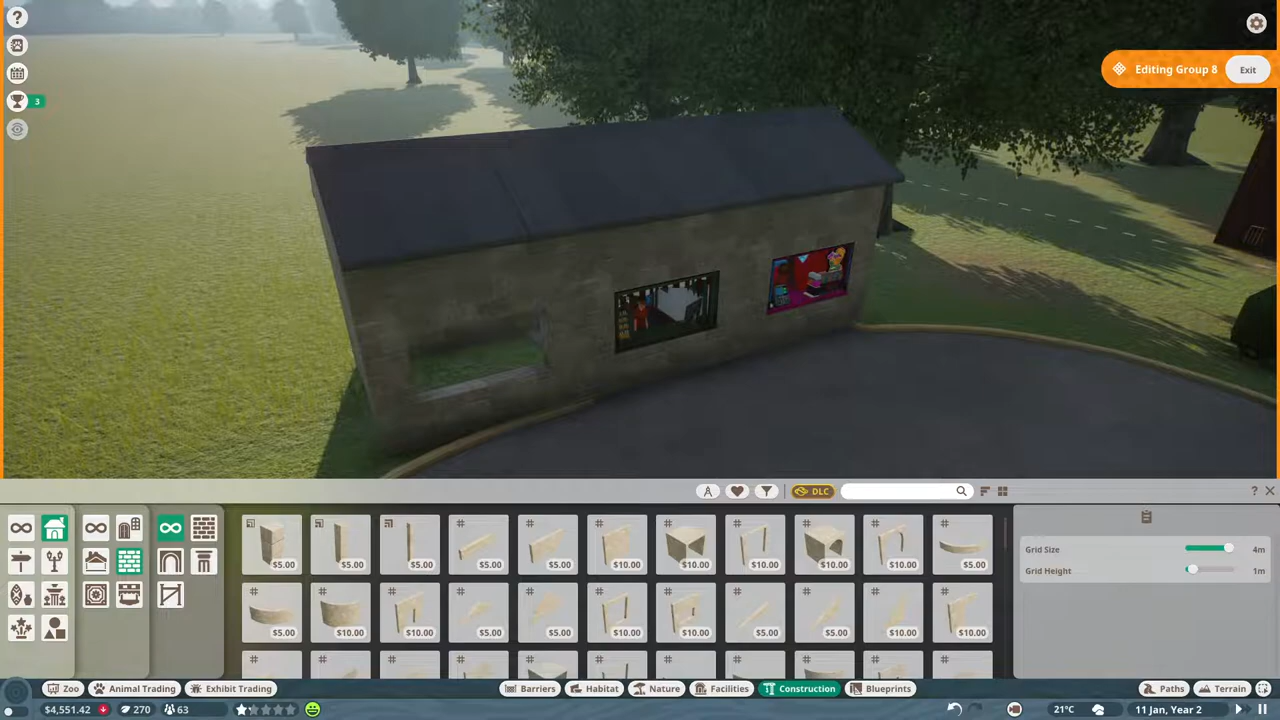 ?
3
Editing Group 8
Exit
DLC
?
$5.00 $5.00 $5.00 $5.00 $5.00 $10.00 $10.00 $10.00 $10.00 $10.00 $5.00
Grid Size 4m
Grid Height 1m
$5.00 $10.00 $10.00 $5.00 $5.00 $10.00 $10.00 $5.00 $5.00 $10.00 $10.00
Zoo Animal Trading Exhibit Trading Barriers Habitat Nature Facilities Construction Blueprints Paths Terrain
$4,551.42 270 63 21°C 11 Jan, Year 2